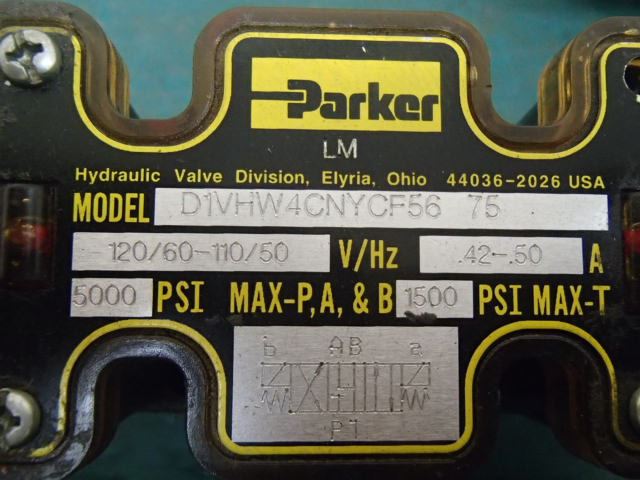 Parker
LM
Hydraulic Valve Division, Elyria, Ohio 44036-2026 USA
MODEL D1VHW4CNYCF56 75
120/60-110/50 V/Hz .42-.50 A
5000 PSI MAX-P,A, & B 1500 PSI MAX-T
b AB a
PT